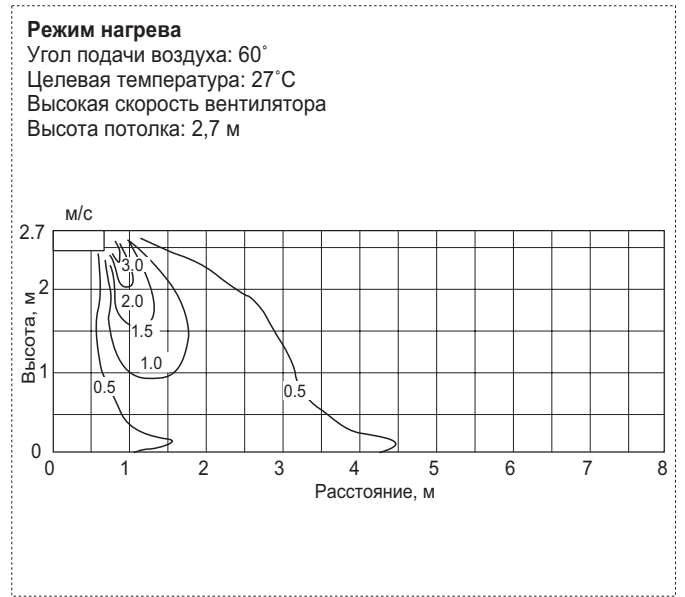 Режим нагрева
Угол подачи воздуха: 60˚
Целевая температура: 27˚C
Высокая скорость вентилятора
Высота потолка: 2,7 м
м/с
2.7
3.0
2
2.0
1.5
1.0
1
0.5
0.5
0
Высота, м
0 1 2 3 4 5 6 7 8
Расстояние, м